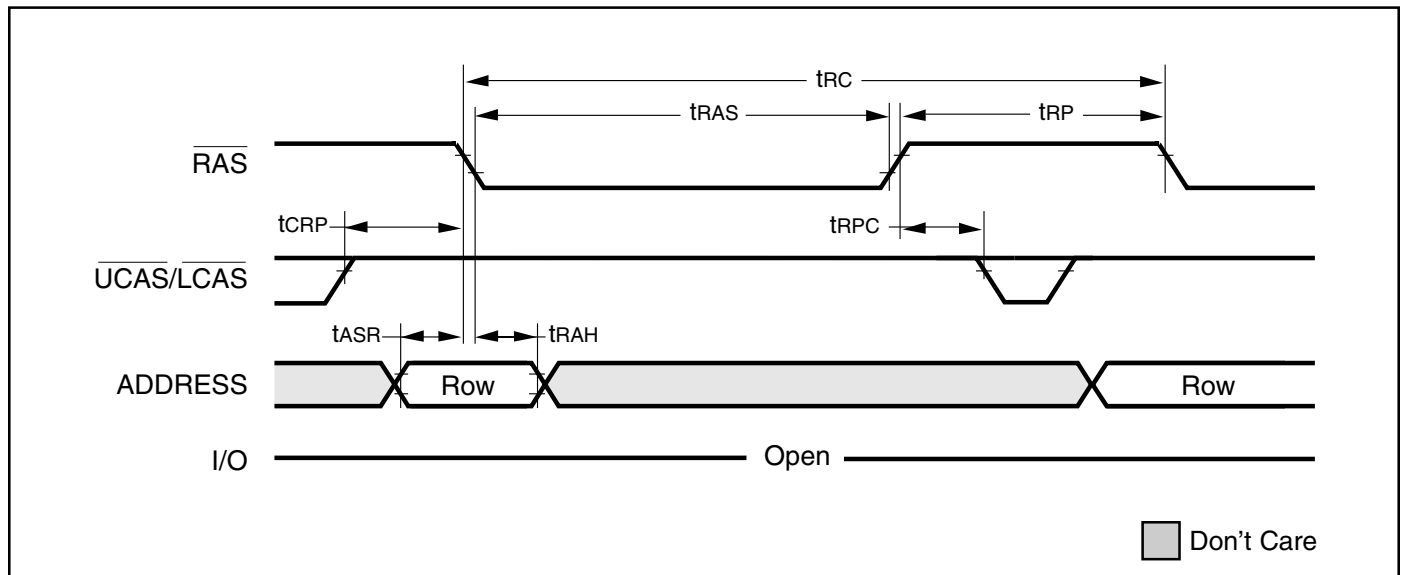 tRC
tRAS
tRP
RAS
tCRP
tRPC
UCAS/LCAS
tASR
tRAH
ADDRESS
Row
Row
I/O
Open
Don't Care